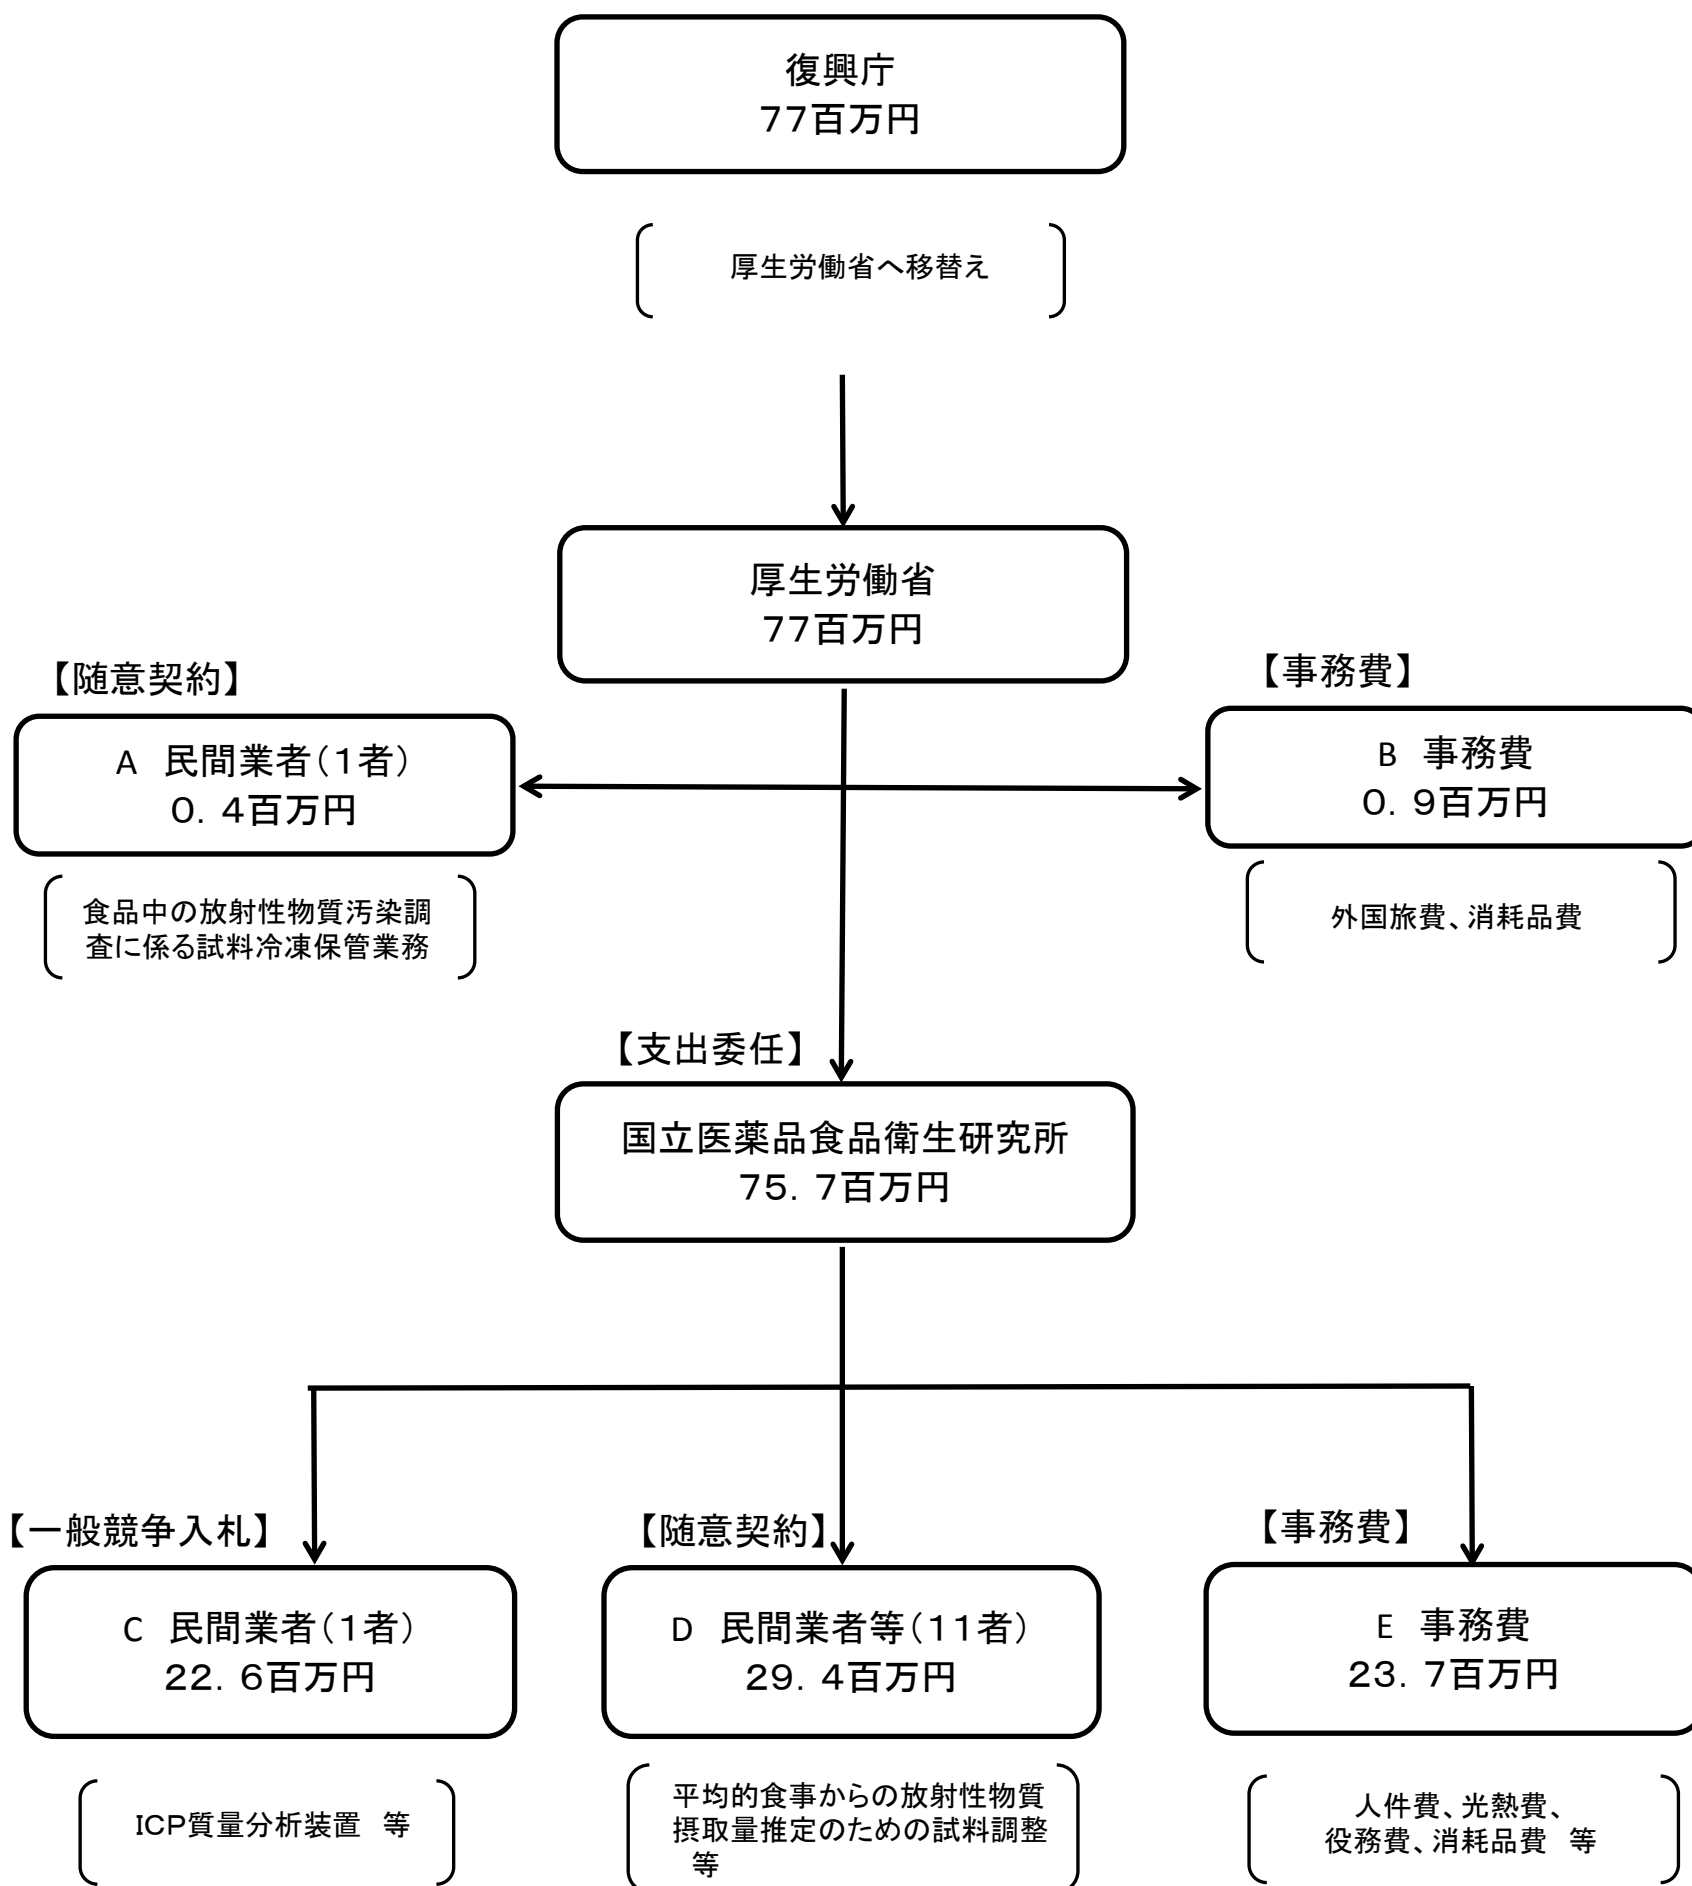 復興庁
77百万円
厚生労働省へ移替え
厚生労働省
77百万円
【随意契約】
A　民間業者（1者）
0．4百万円
食品中の放射性物質汚染調
査に係る試料冷凍保管業務
【事務費】
B　事務費
0．9百万円
外国旅費、消耗品費
【支出委任】
国立医薬品食品衛生研究所
75．7百万円
【一般競争入札】
C　民間業者（1者）
22．6百万円
ICP質量分析装置　等
【随意契約】
D　民間業者等（11者）
29．4百万円
平均的食事からの放射性物質
摂取量推定のための試料調整
等
【事務費】
E　事務費
23．7百万円
人件費、光熱費、
役務費、消耗品費　等